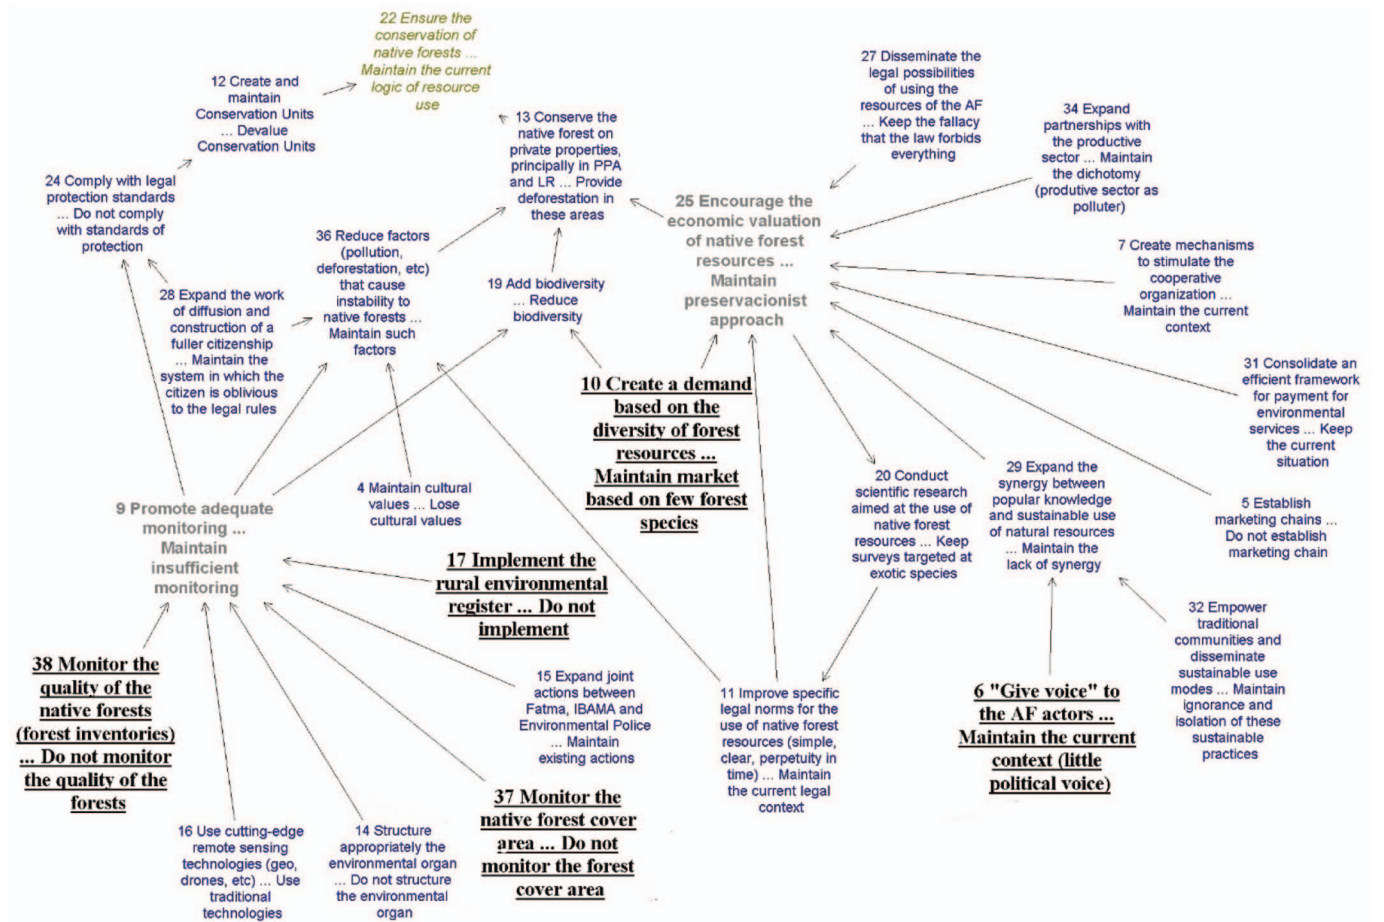 22 Ensure the
conservation of
native forests ...
Maintain the current
logic of resource
use
12 Create and
maintain
Conservation Units
... Devalue
Conservation Units
13 Conserve the
native forest on
private properties,
principally in PPA
and LR ... Provide
deforestation in
these areas
27 Disseminate the
legal possibilities
of using the
resources of the AF
... Keep the fallacy
that the law forbids
everything
34 Expand
partnerships with
the productive
sector ... Maintain
the dichotomy
(produtive sector as
polluter)
24 Comply with legal
protection standards
... Do not comply
with standards of
protection
36 Reduce factors
(pollution,
deforestation, etc)
that cause
instability to
native forests ...
Maintain such
factors
25 Encourage the
economic valuation
of native forest
resources ...
Maintain
preservacionist
approach
7 Create mechanisms
to stimulate the
cooperative
organization ...
Maintain the current
context
28 Expand the work
of diffusion and
construction of a
fuller citizenship
... Maintain the
system in which the
citizen is oblivious
to the legal rules
19 Add biodiversity
... Reduce
biodiversity
10 Create a demand
based on the
diversity of forest
resources ...
Maintain market
based on few forest
species
31 Consolidate an
efficient framework
for payment for
environmental
services ... Keep
the current
situation
9 Promote adequate
monitoring ...
Maintain
insufficient
monitoring
4 Maintain cultural
values ... Lose
cultural values
20 Conduct
scientific research
aimed at the use of
native forest
resources ... Keep
surveys targeted at
exotic species
29 Expand the
synergy between
popular knowledge
and sustainable use
of natural resources
... Maintain the
lack of synergy
5 Establish
marketing chains ...
Do not establish
marketing chain
17 Implement the
rural environmental
register ... Do not
implement
32 Empower
traditional
communities and
disseminate
sustainable use
modes ... Maintain
ignorance and
isolation of these
sustainable
practices
38 Monitor the
quality of the
native forests
(forest inventories)
... Do not monitor
the quality of the
forests
15 Expand joint
actions between
Fatma, IBAMA and
Environmental Police
... Maintain
existing actions
11 Improve specific
legal norms for the
use of native forest
resources (simple,
clear, perpetuity in
time) ... Maintain
the current legal
context
6 "Give voice" to
the AF actors ...
Maintain the current
context (little
political voice)
37 Monitor the
native forest cover
area ... Do not
monitor the forest
cover area
16 Use cutting-edge
remote sensing
technologies (geo,
drones, etc) ... Use
traditional
technologies
14 Structure
appropriately the
environmental organ
... Do not structure
the environmental
organ